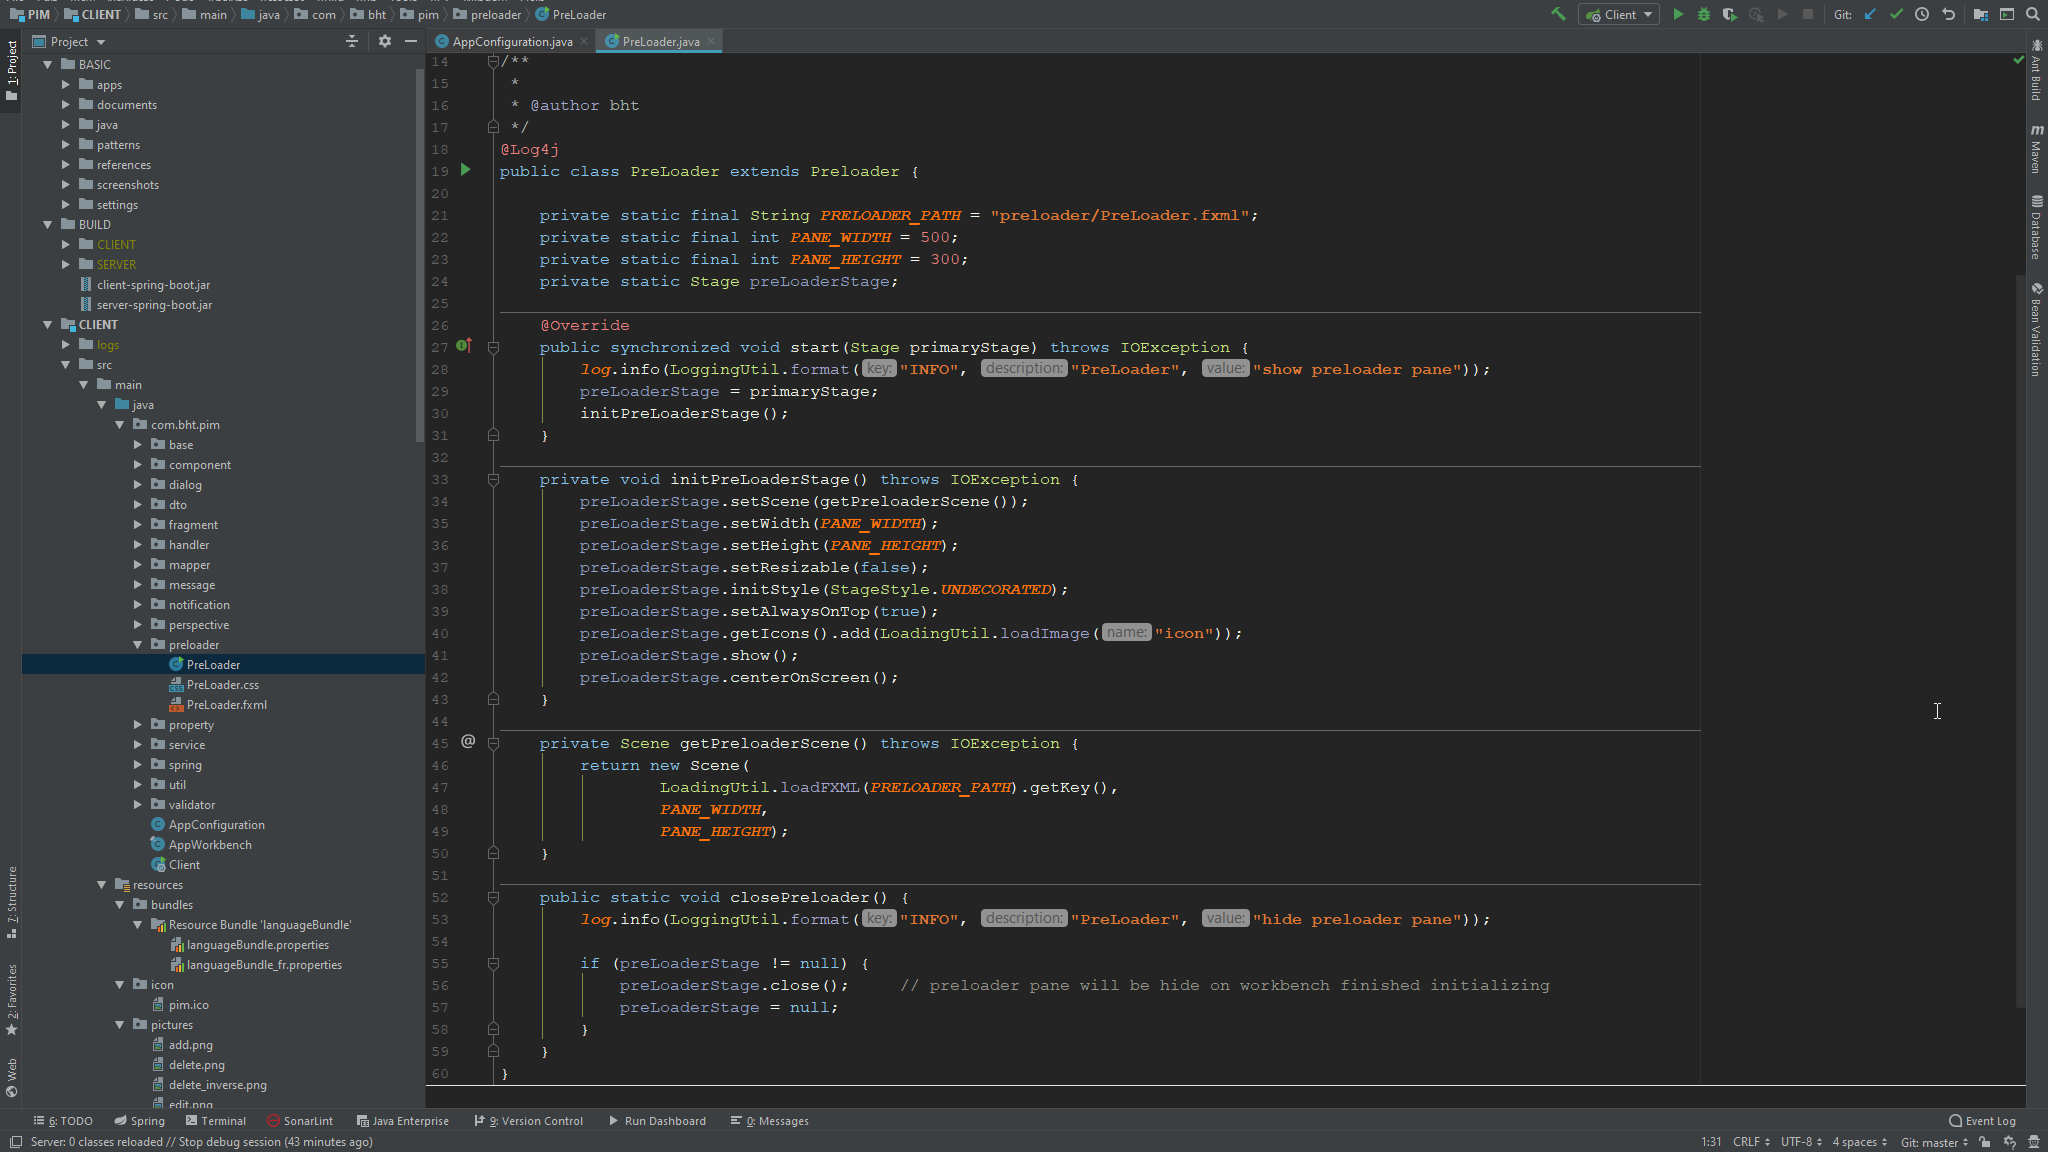 PIM CLIENT src main java com bht pim preloader PreLoader
Client Git:
1: Project
Project
AppConfiguration.java PreLoader.java
BASIC
apps
documents
java
patterns
references
screenshots
settings
BUILD
CLIENT
SERVER
client-spring-boot.jar
server-spring-boot.jar
CLIENT
logs
src
main
java
com.bht.pim
base
component
dialog
dto
fragment
handler
mapper
message
notification
perspective
preloader
PreLoader
PreLoader.css
PreLoader.fxml
property
service
spring
util
validator
AppConfiguration
AppWorkbench
Client
resources
bundles
Resource Bundle 'languageBundle'
languageBundle.properties
languageBundle_fr.properties
icon
pim.ico
pictures
add.png
delete.png
delete_inverse.png
edit.png
Z: Structure
2: Favorites
Web
14 /**
15 *
16 * @author bht
17 */
18 @Log4j
19 public class PreLoader extends Preloader {
20
21 private static final String PRELOADER_PATH = "preloader/PreLoader.fxml";
22 private static final int PANE_WIDTH = 500;
23 private static final int PANE_HEIGHT = 300;
24 private static Stage preLoaderStage;
25
26 @Override
27 public synchronized void start(Stage primaryStage) throws IOException {
28 log.info(LoggingUtil.format( key: "INFO", description: "PreLoader", value: "show preloader pane"));
29 preLoaderStage = primaryStage;
30 initPreLoaderStage();
31 }
32
33 private void initPreLoaderStage() throws IOException {
34 preLoaderStage.setScene(getPreloaderScene());
35 preLoaderStage.setWidth(PANE_WIDTH);
36 preLoaderStage.setHeight(PANE_HEIGHT);
37 preLoaderStage.setResizable(false);
38 preLoaderStage.initStyle(StageStyle.UNDECORATED);
39 preLoaderStage.setAlwaysOnTop(true);
40 preLoaderStage.getIcons().add(LoadingUtil.loadImage( name: "icon"));
41 preLoaderStage.show();
42 preLoaderStage.centerOnScreen();
43 }
44
45 @ private Scene getPreloaderScene() throws IOException {
46 return new Scene(
47 LoadingUtil.loadFXML(PRELOADER_PATH).getKey(),
48 PANE_WIDTH,
49 PANE_HEIGHT);
50 }
51
52 public static void closePreloader() {
53 log.info(LoggingUtil.format( key: "INFO", description: "PreLoader", value: "hide preloader pane"));
54
55 if (preLoaderStage != null) {
56 preLoaderStage.close(); // preloader pane will be hide on workbench finished initializing
57 preLoaderStage = null;
58 }
59 }
60 }
Ant Build
m Maven
Database
Bean Validation
6: TODO Spring Terminal SonarLint Java Enterprise 9: Version Control Run Dashboard 0: Messages Event Log
Server: 0 classes reloaded // Stop debug session (43 minutes ago) 1:31 CRLF UTF-8 4 spaces Git: master